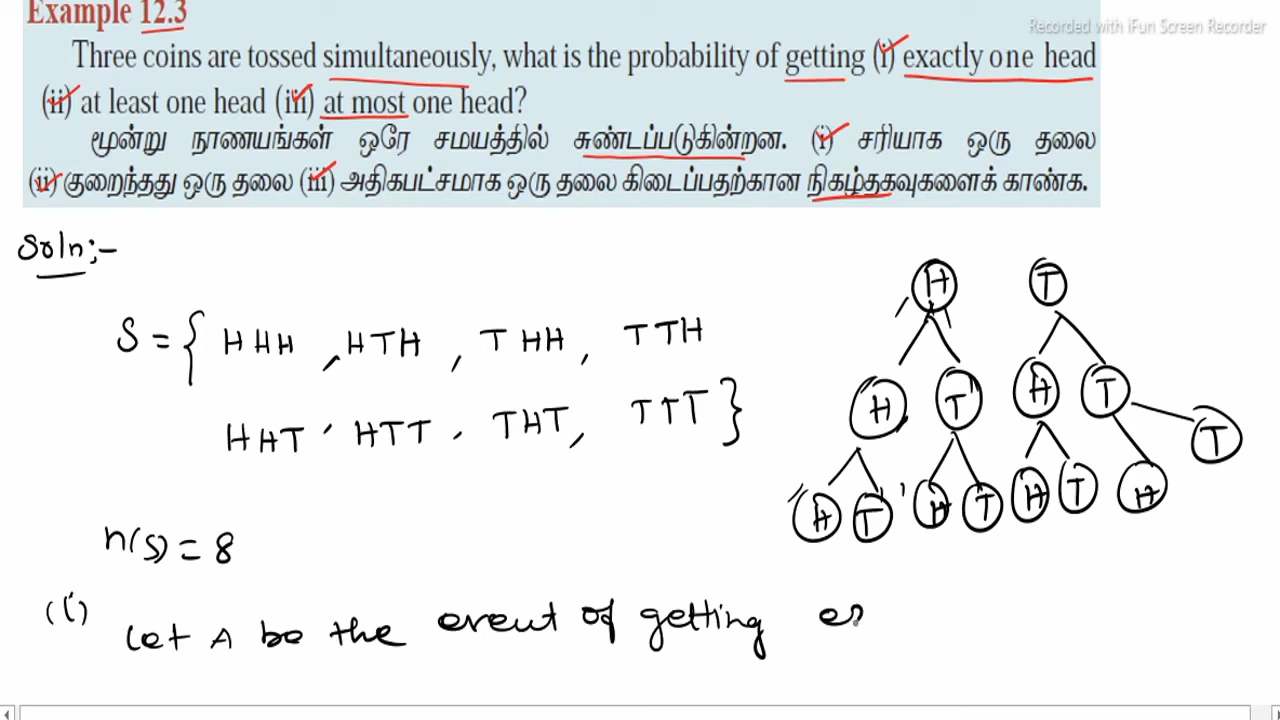 Example 12.3
Recorded with iFun Screen Recorder
Three coins are tossed simultaneously, what is the probability of getting (i) exactly one head
(ii) at least one head (iii) at most one head?
மூன்று நாணயங்கள் ஒரே சமயத்தில் சுண்டப்படுகின்றன. (i) சரியாக ஒரு தலை
(ii) குறைந்தது ஒரு தலை (iii) அதிகபட்சமாக ஒரு தலை கிடைப்பதற்கான நிகழ்தகவுகளைக் காண்க.
Soln:-
H T
S = { HHH , HTH , THH , TTH
H T H T
HHT , HTT , THT , TTT }
T
H T H T H T H
n(s) = 8
(i) Let A be the event of getting ex